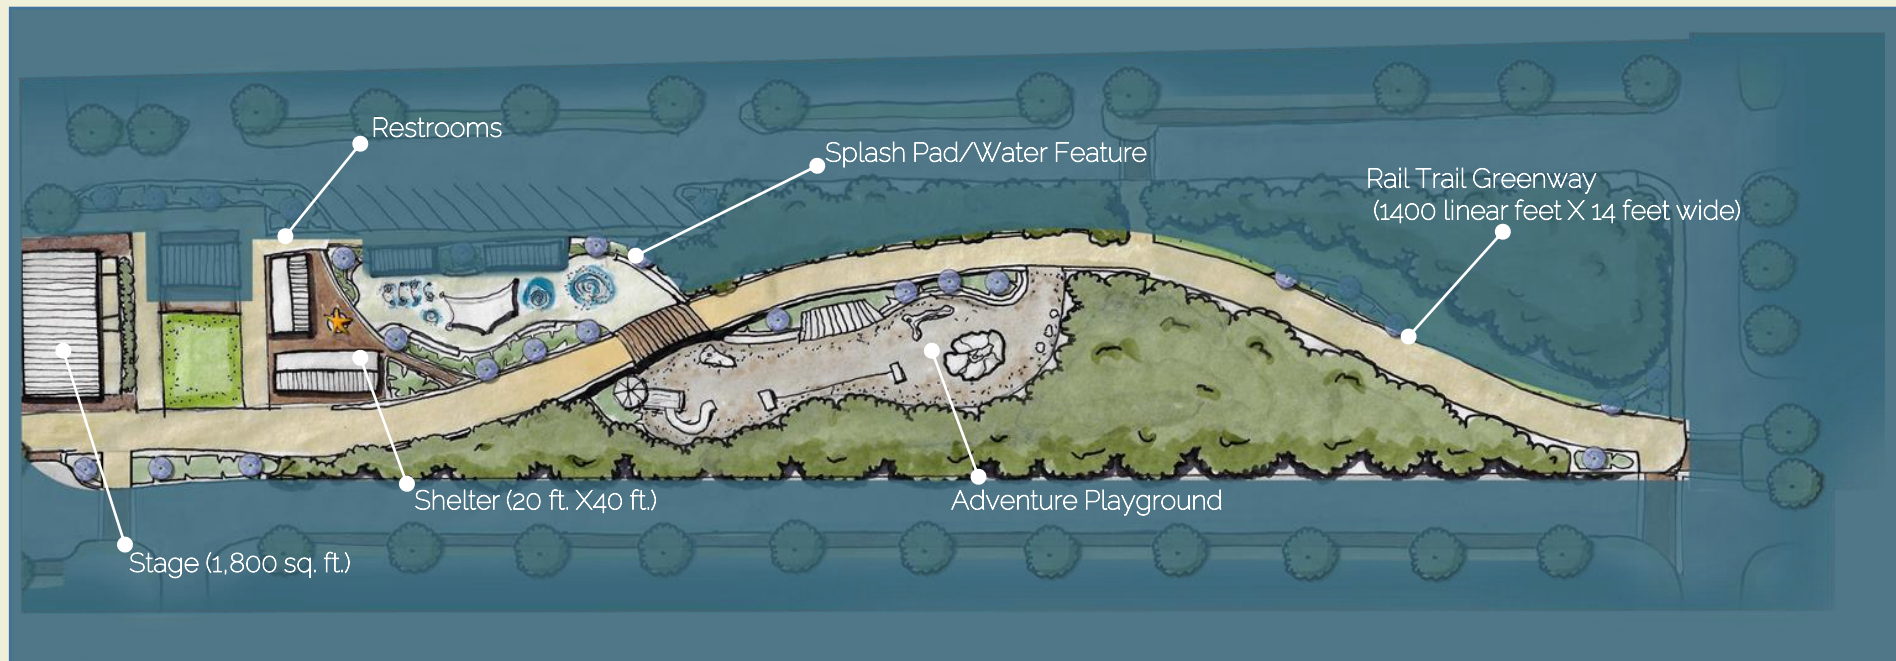 Restrooms
Splash Pad/Water Feature
Rail Trail Greenway
(1400 linear feet X 14 feet wide)
Shelter (20 ft. X40 ft.)
Adventure Playground
Stage (1,800 sq. ft.)